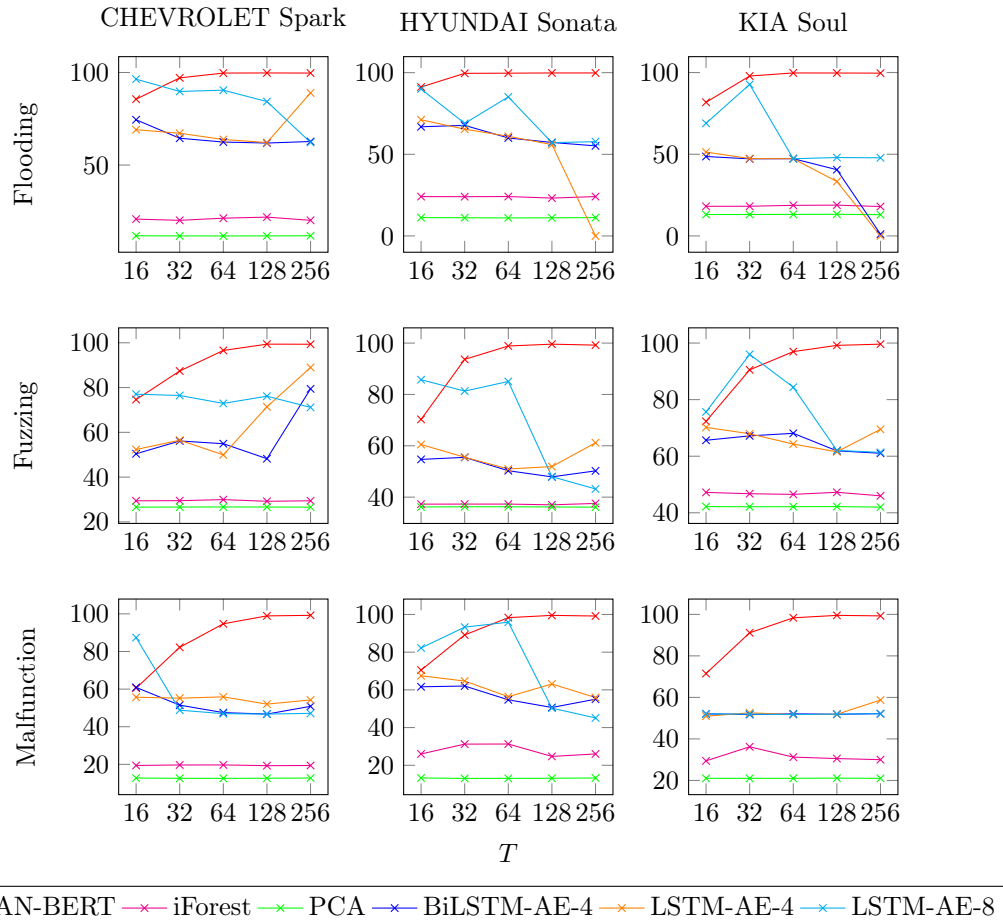 CHEVROLET Spark HYUNDAI Sonata KIA Soul
Flooding
100
50
16 32 64 128 256
100
50
0
16 32 64 128 256
100
50
0
16 32 64 128 256
Fuzzing
100
80
60
40
20
16 32 64 128 256
100
80
60
40
16 32 64 128 256
100
80
60
40
16 32 64 128 256
Malfunction
100
80
60
40
20
16 32 64 128 256
100
80
60
40
20
16 32 64 128 256
100
80
60
40
20
16 32 64 128 256
T
AN-BERT iForest PCA BiLSTM-AE-4 LSTM-AE-4 LSTM-AE-8